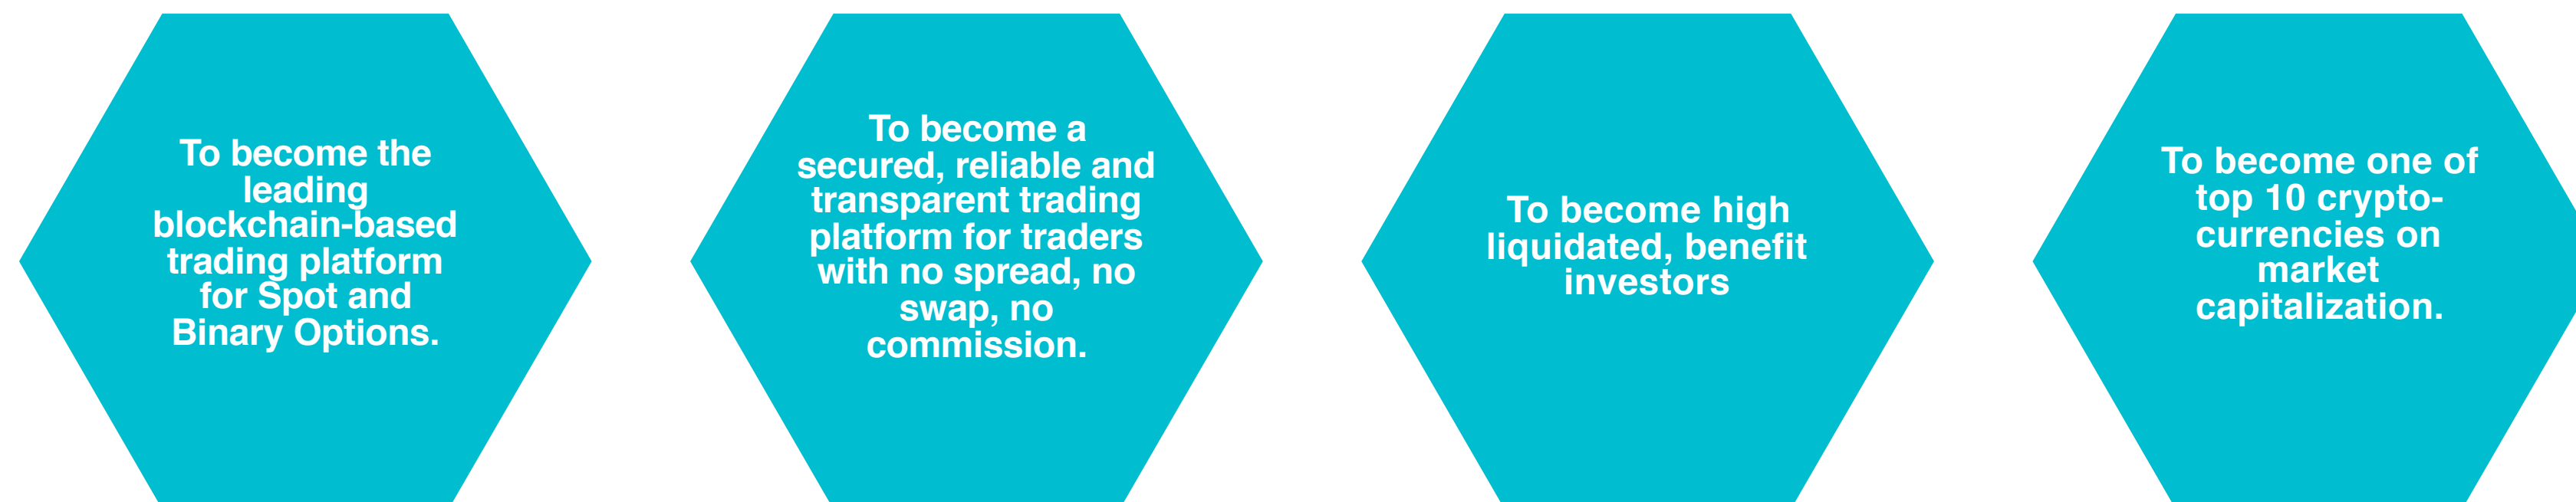 To become the
leading
blockchain-based
trading platform
for Spot and
Binary Options.
To become a
secured, reliable and
transparent trading
platform for traders
with no spread, no
swap, no
commission.
To become high
liquidated, benefit
investors
To become one of
top 10 crypto-
currencies on
market
capitalization.